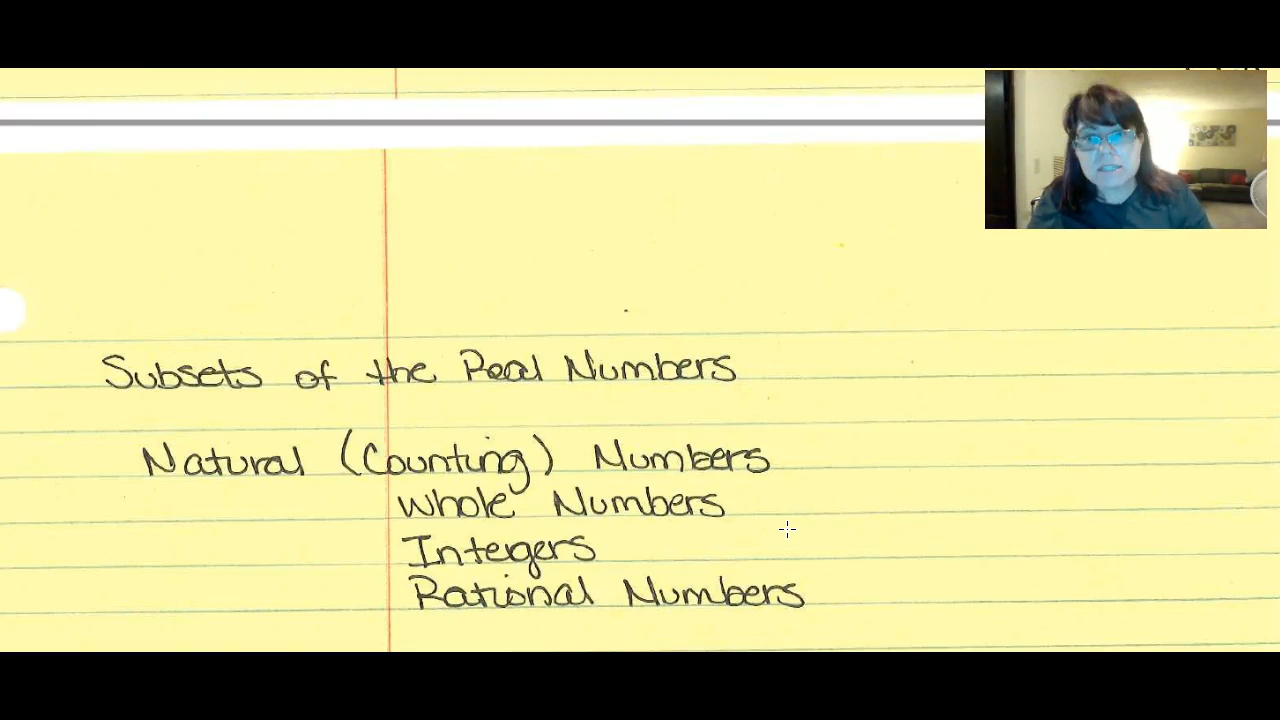 Subsets of the Real Numbers
Natural (Counting) Numbers
Whole Numbers
Integers
Rational Numbers